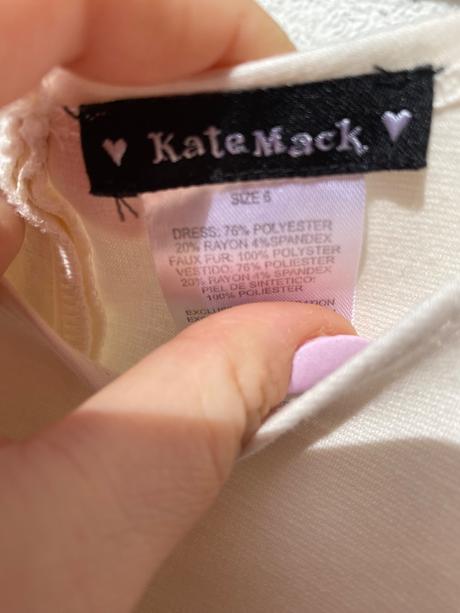 Kate Mack
SIZE 6
DRESS: 76% POLYESTER
20% RAYON 4%SPANDEX
FAUX FUR: 100% POLYSTER
VESTIDO: 76% POLIESTER
20% RAYON 4% SPANDEX
PIEL DE SINTETICO:
100% POLIESTER